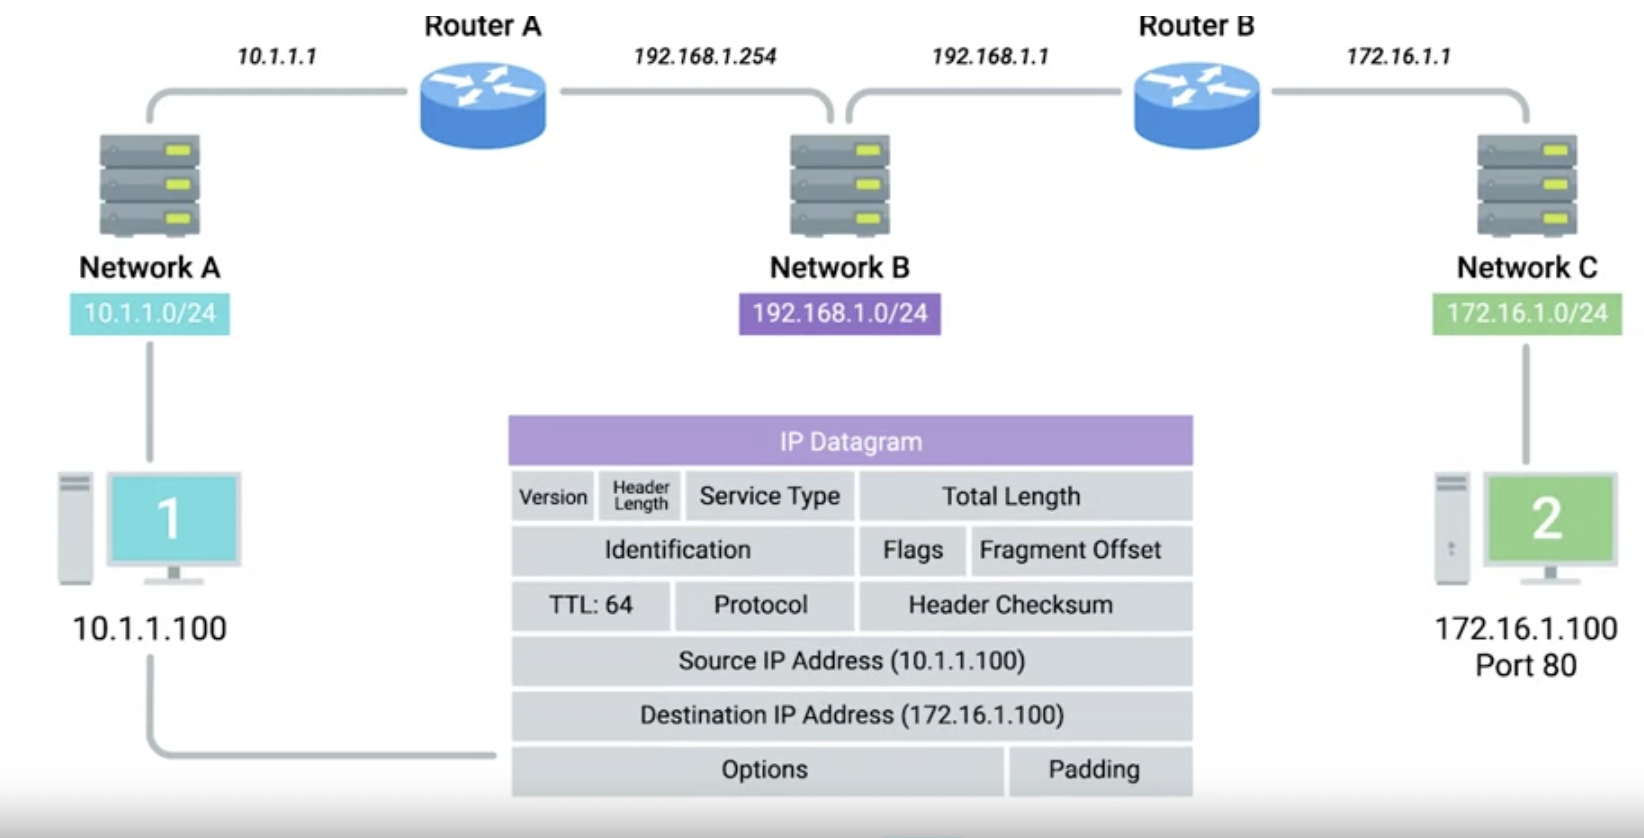 Router A
Router B
10.1.1.1
192.168.1.254
192.168.1.1
172.16.1.1
Network A
Network B
Network C
10.1.1.0/24
192.168.1.0/24
172.16.1.0/24
IP Datagram
Version
Header
Length
Service Type
Total Length
Identification
Flags
Fragment Offset
TTL: 64
Protocol
Header Checksum
Source IP Address (10.1.1.100)
Destination IP Address (172.16.1.100)
Options
Padding
1
10.1.1.100
2
172.16.1.100
Port 80